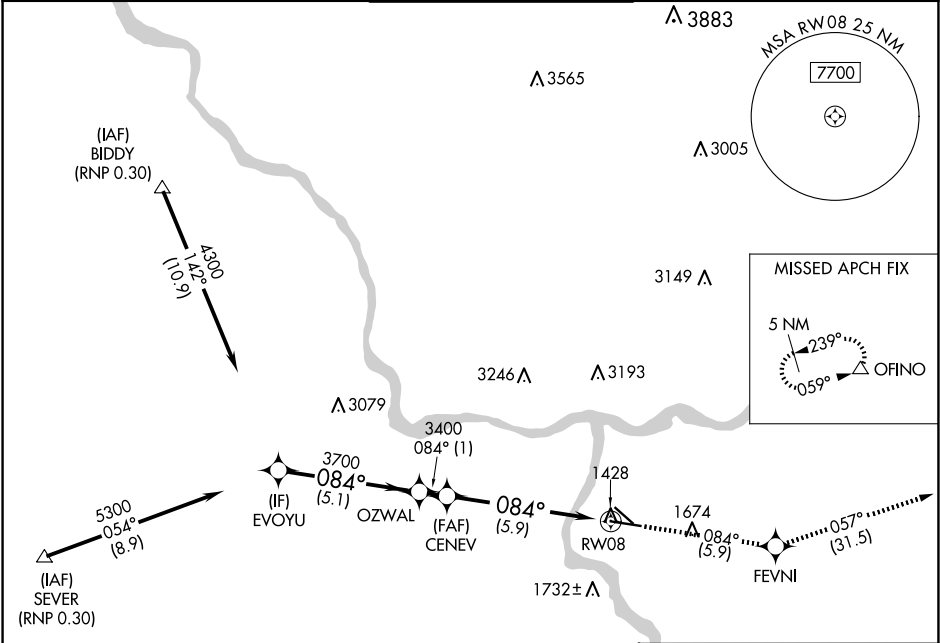 3883
MSA RW08 25 NM
7700
3565
3005
(IAF)
BIDDY
(RNP 0.30)
4300
142°
(10.9)
3149
MISSED APCH FIX
5 NM
239°
059°
OFINO
3246
3193
3079
3400
084° (1)
3700
084°
(5.1)
(IF)
EVOYU
OZWAL
(FAF)
CENEV
084°
(5.9)
1428
RW08
1674
084°
(5.9)
FEVNI
057°
(31.5)
5300
054°
(8.9)
(IAF)
SEVER
(RNP 0.30)
1732±